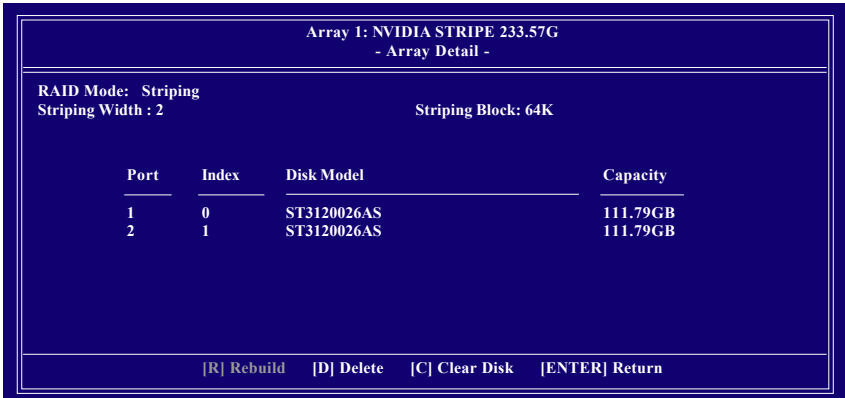 Array 1: NVIDIA STRIPE 233.57G
- Array Detail -
RAID Mode: Striping
Striping Width : 2 Striping Block: 64K
Port Index Disk Model Capacity
1 0 ST3120026AS 111.79GB
2 1 ST3120026AS 111.79GB
[R] Rebuild [D] Delete [C] Clear Disk [ENTER] Return